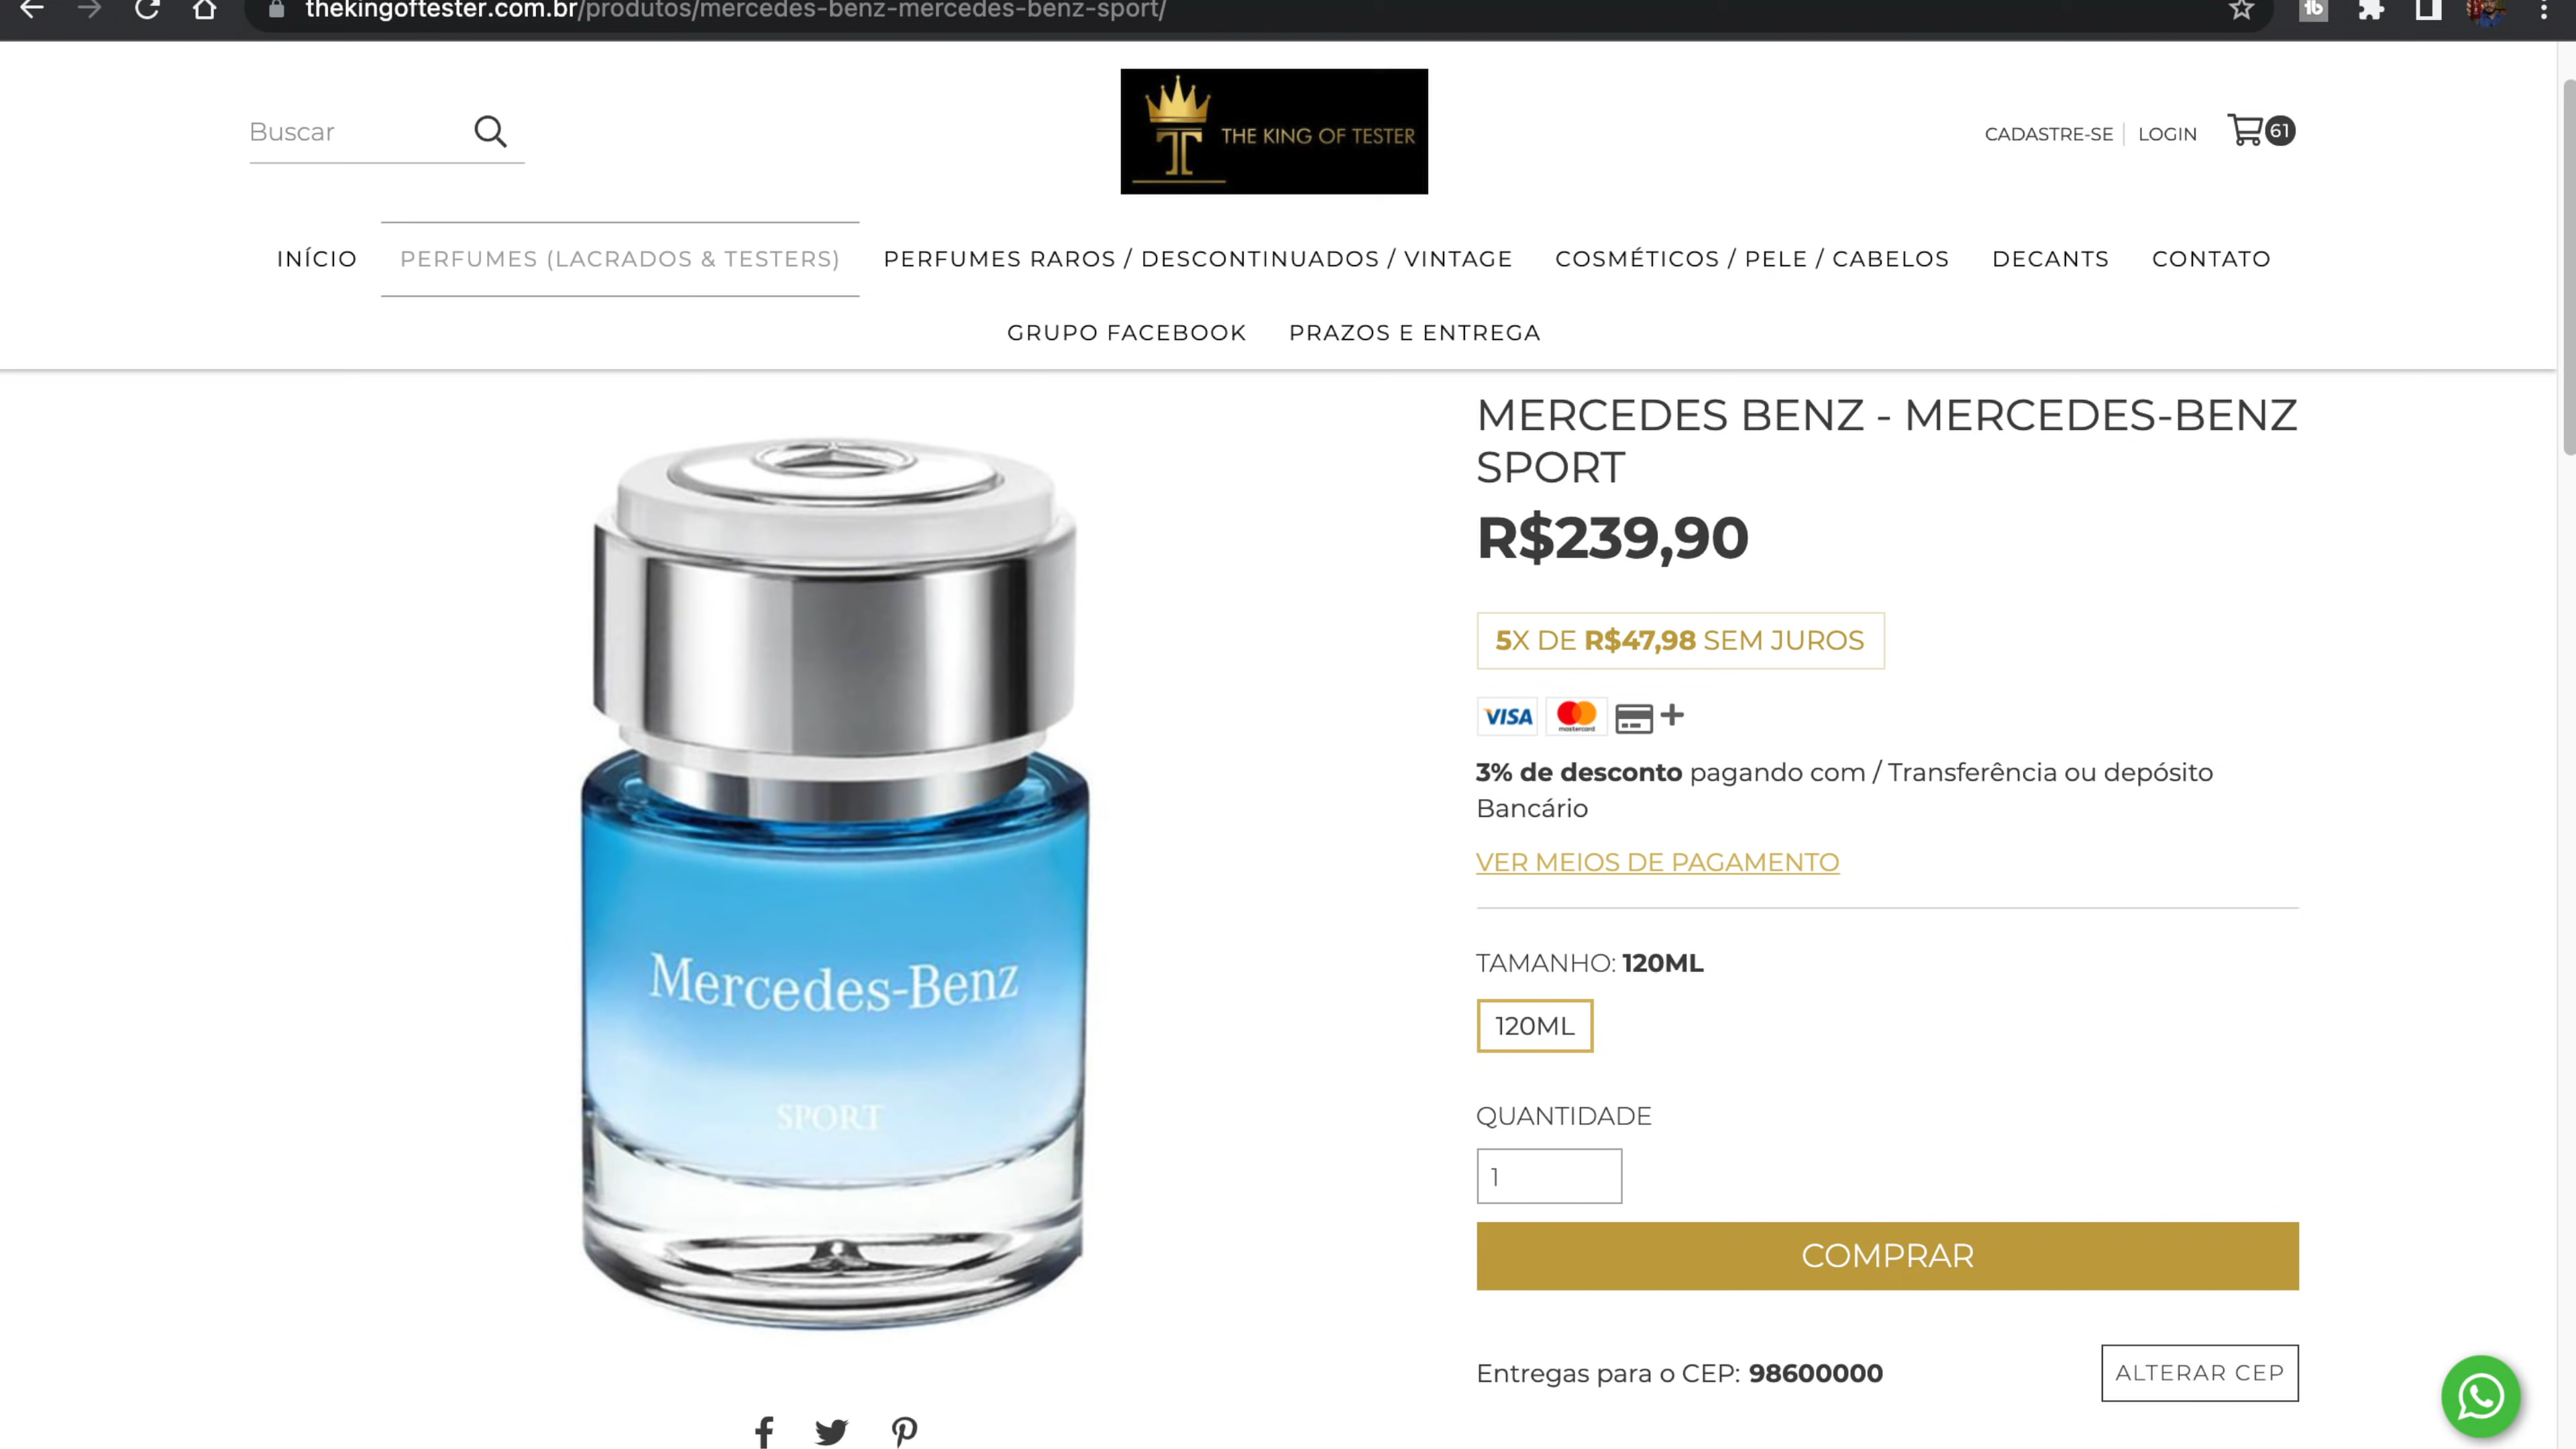 thekingoftester.com.br/produtos/mercedes-benz-mercedes-benz-sport/
Buscar
T THE KING OF TESTER
CADASTRE-SE LOGIN 61
INÍCIO PERFUMES (LACRADOS & TESTERS) PERFUMES RAROS / DESCONTINUADOS / VINTAGE COSMÉTICOS / PELE / CABELOS DECANTS CONTATO
GRUPO FACEBOOK PRAZOS E ENTREGA
Mercedes-Benz
SPORT
MERCEDES BENZ - MERCEDES-BENZ
SPORT
R$239,90
5X DE R$47,98 SEM JUROS
VISA mastercard
3% de desconto pagando com / Transferência ou depósito
Bancário
VER MEIOS DE PAGAMENTO
TAMANHO: 120ML
120ML
QUANTIDADE
1
COMPRAR
Entregas para o CEP: 98600000
ALTERAR CEP